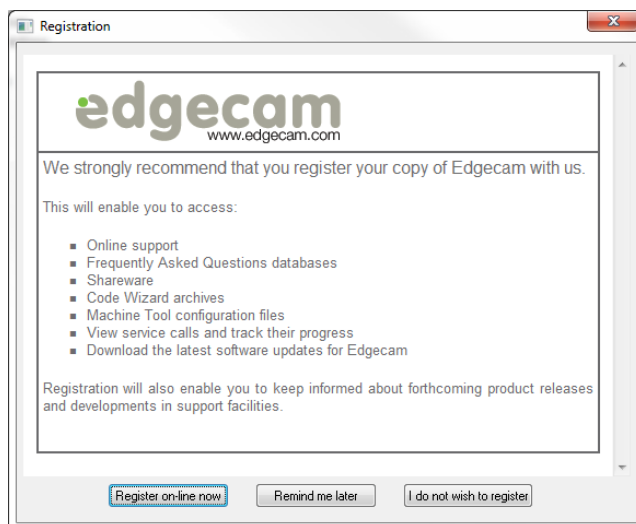 Registration
edgecam
www.edgecam.com
We strongly recommend that you register your copy of Edgecam with us.
This will enable you to access:
▪ Online support
▪ Frequently Asked Questions databases
▪ Shareware
▪ Code Wizard archives
▪ Machine Tool configuration files
▪ View service calls and track their progress
▪ Download the latest software updates for Edgecam
Registration will also enable you to keep informed about forthcoming product releases
and developments in support facilities.
Register on-line now Remind me later I do not wish to register